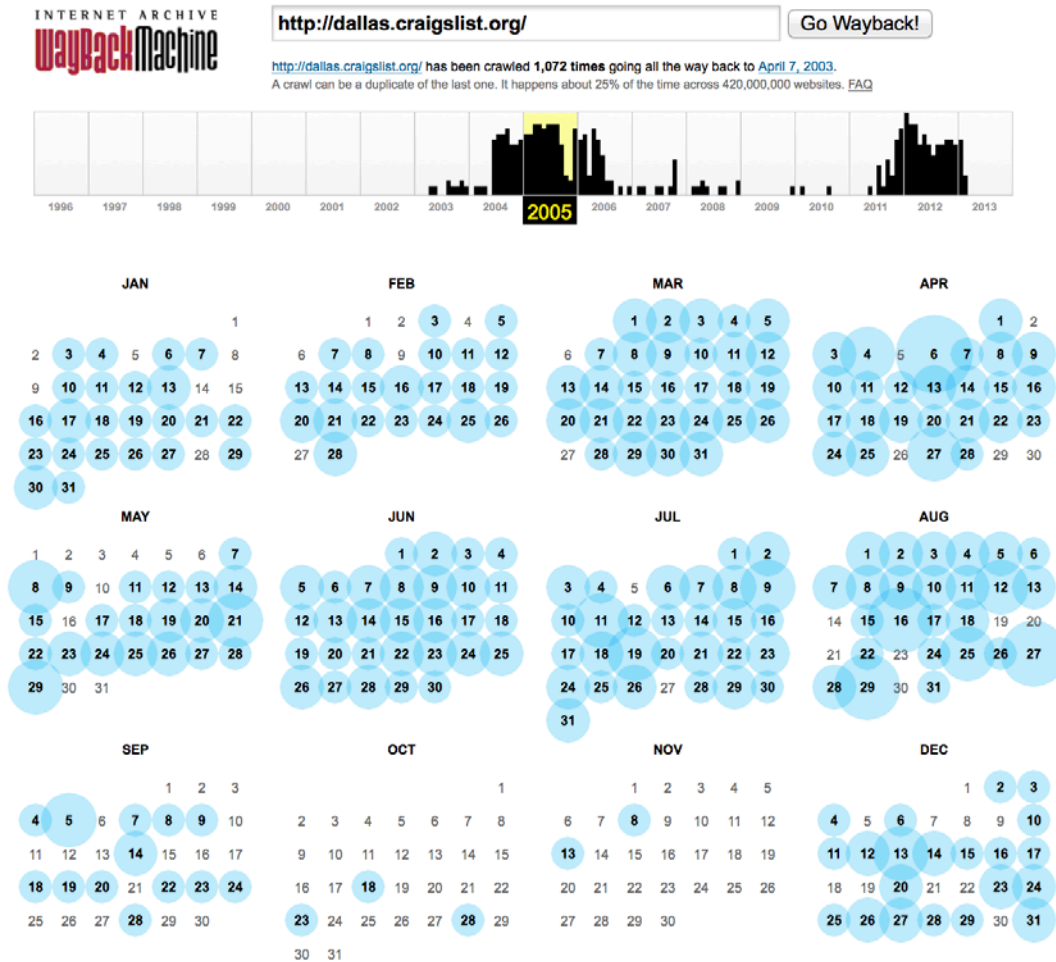 INTERNET ARCHIVE
WayBackMachine
http://dallas.craigslist.org/
Go Wayback!
http://dallas.craigslist.org/ has been crawled 1,072 times going all the way back to April 7, 2003.
A crawl can be a duplicate of the last one. It happens about 25% of the time across 420,000,000 websites. FAQ
1996 1997 1998 1999 2000 2001 2002 2003 2004 2005 2006 2007 2008 2009 2010 2011 2012 2013
JAN
1
2 3 4 5 6 7 8
9 10 11 12 13 14 15
16 17 18 19 20 21 22
23 24 25 26 27 28 29
30 31
FEB
1 2 3 4 5
6 7 8 9 10 11 12
13 14 15 16 17 18 19
20 21 22 23 24 25 26
27 28
MAR
1 2 3 4 5
6 7 8 9 10 11 12
13 14 15 16 17 18 19
20 21 22 23 24 25 26
27 28 29 30 31
APR
1 2
3 4 5 6 7 8 9
10 11 12 13 14 15 16
17 18 19 20 21 22 23
24 25 26 27 28 29 30
MAY
1 2 3 4 5 6 7
8 9 10 11 12 13 14
15 16 17 18 19 20 21
22 23 24 25 26 27 28
29 30 31
JUN
1 2 3 4
5 6 7 8 9 10 11
12 13 14 15 16 17 18
19 20 21 22 23 24 25
26 27 28 29 30
JUL
1 2
3 4 5 6 7 8 9
10 11 12 13 14 15 16
17 18 19 20 21 22 23
24 25 26 27 28 29 30
31
AUG
1 2 3 4 5 6
7 8 9 10 11 12 13
14 15 16 17 18 19 20
21 22 23 24 25 26 27
28 29 30 31
SEP
1 2 3
4 5 6 7 8 9 10
11 12 13 14 15 16 17
18 19 20 21 22 23 24
25 26 27 28 29 30
OCT
1
2 3 4 5 6 7 8
9 10 11 12 13 14 15
16 17 18 19 20 21 22
23 24 25 26 27 28 29
30 31
NOV
1 2 3 4 5
6 7 8 9 10 11 12
13 14 15 16 17 18 19
20 21 22 23 24 25 26
27 28 29 30
DEC
1 2 3
4 5 6 7 8 9 10
11 12 13 14 15 16 17
18 19 20 21 22 23 24
25 26 27 28 29 30 31